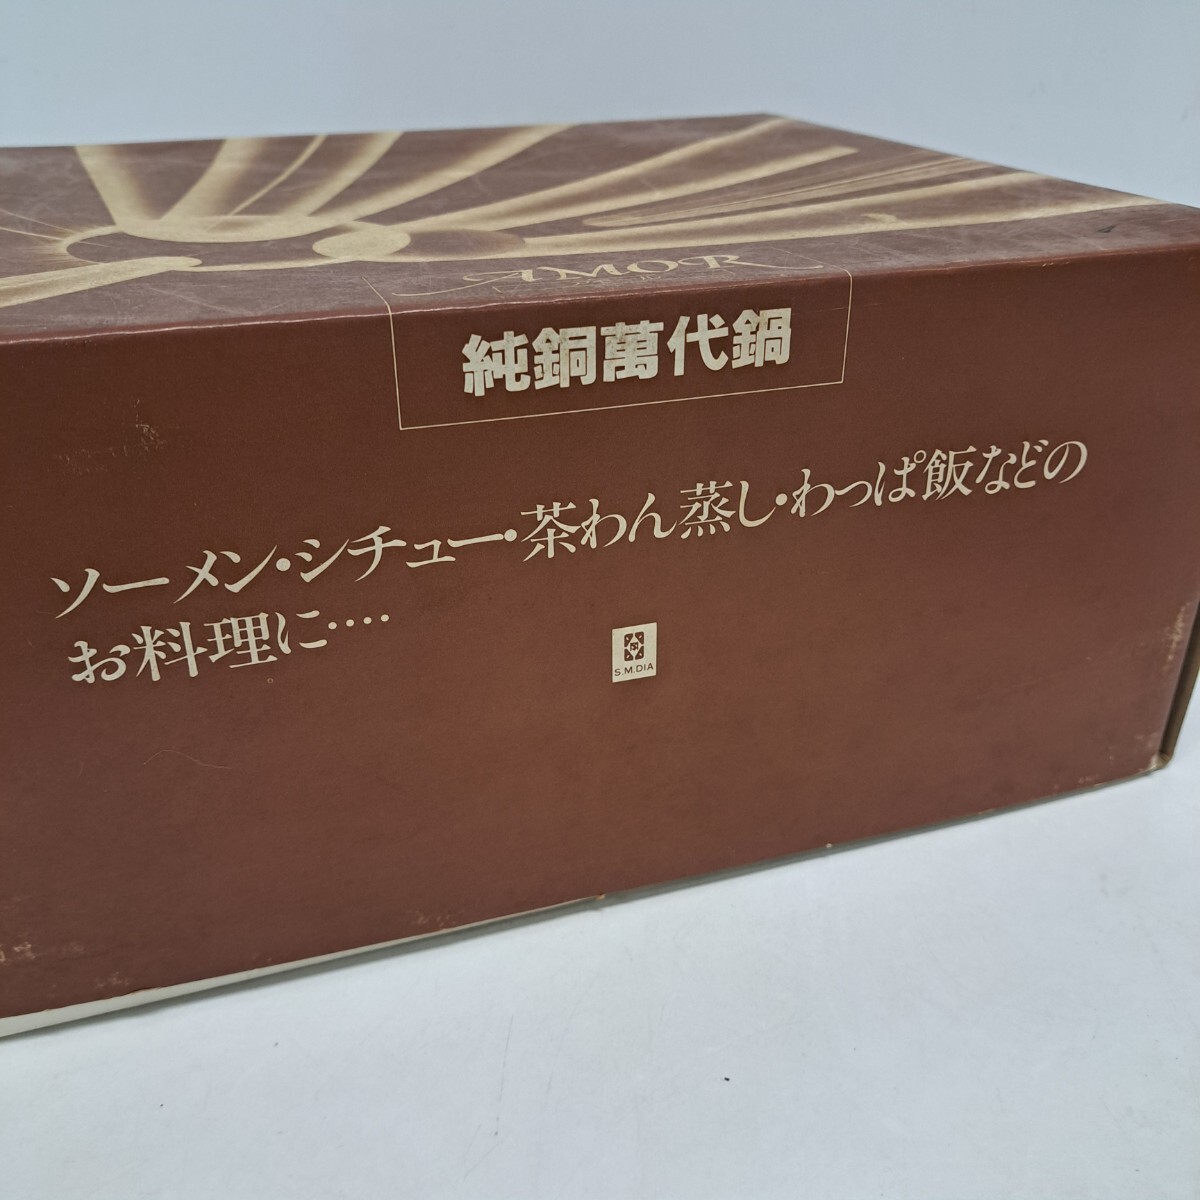 AMOR
純銅萬代鍋
ソーメン・シチュー・茶わん蒸し・わっぱ飯などの
お料理に‥‥
S.M.DIA